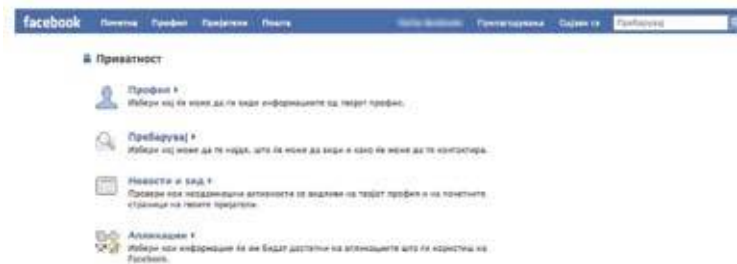 facebook Почетна Профил Пријатели Пошта Прилагодувања Одјави се Пребарувај
Приватност
Профил
Избери кој ќе може да ги види информациите од твојот профил.
Пребарувај
Избери кој може да те најде, што ќе може да види и како ќе може да те контактира.
Новости и ѕид
Провери кои неодамнешни активности се видливи на твојот профил и на почетните
страници на твоите пријатели.
Апликации
Избери кои информации ќе им бидат достапни на апликациите што ги користиш на
Facebook.